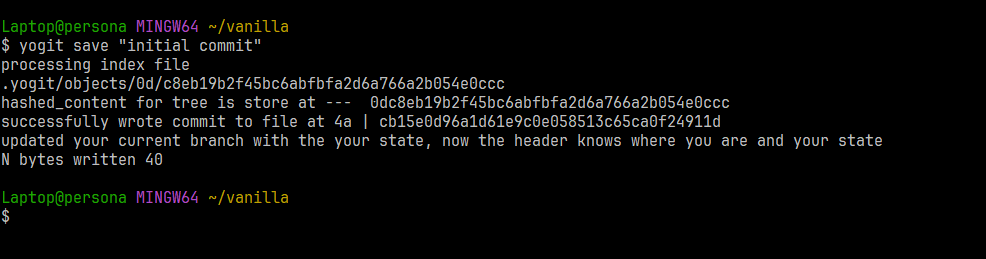 Laptop@persona MINGW64 ~/vanilla
$ yogit save "initial commit"
processing index file
.yogit/objects/0d/c8eb19b2f45bc6abfbfa2d6a766a2b054e0ccc
hashed_content for tree is store at ---  0dc8eb19b2f45bc6abfbfa2d6a766a2b054e0ccc
successfully wrote commit to file at 4a | cb15e0d96a1d61e9c0e058513c65ca0f24911d
updated your current branch with the your state, now the header knows where you are and your state
N bytes written 40
Laptop@persona MINGW64 ~/vanilla
$